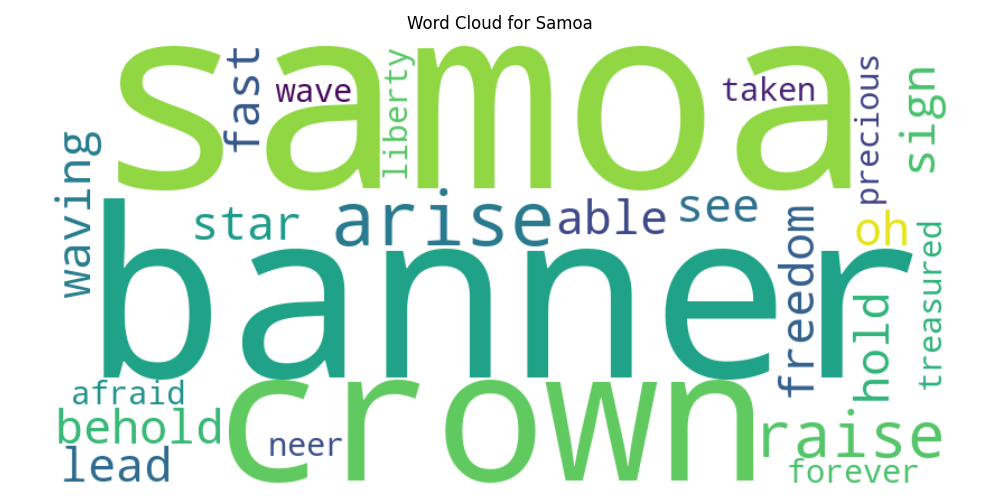 Word Cloud for Samoa
samoa
fast
wave
liberty
taken
precious
sign
waving
star
arise
able
see
freedom
oh
treasured
banner
hold
afraid
behold
lead
crown
neer
raise
forever